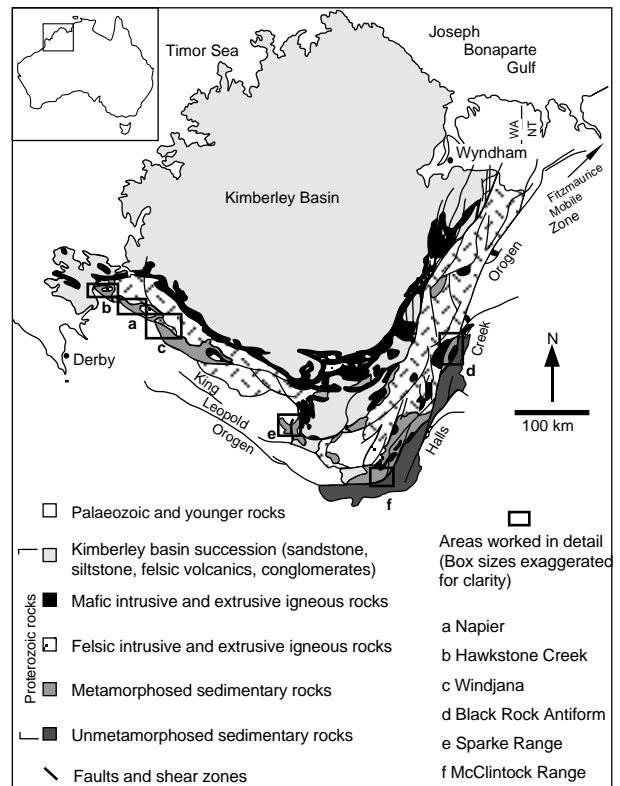 Timor Sea
Joseph
Bonaparte
Gulf
WA
NT
Wyndham
Fitzmaurice
Mobile
Zone
Kimberley Basin
Orogen
b
a
c
Derby
King
Leopold
Orogen
e
Creek
d
Halls
f
N
100 km
Palaeozoic and younger rocks
Kimberley basin succession (sandstone,
siltstone, felsic volcanics, conglomerates)
Mafic intrusive and extrusive igneous rocks
Felsic intrusive and extrusive igneous rocks
Metamorphosed sedimentary rocks
Unmetamorphosed sedimentary rocks
Faults and shear zones
Proterozoic rocks
Areas worked in detail
(Box sizes exaggerated
for clarity)
a Napier
b Hawkstone Creek
c Windjana
d Black Rock Antiform
e Sparke Range
f McClintock Range